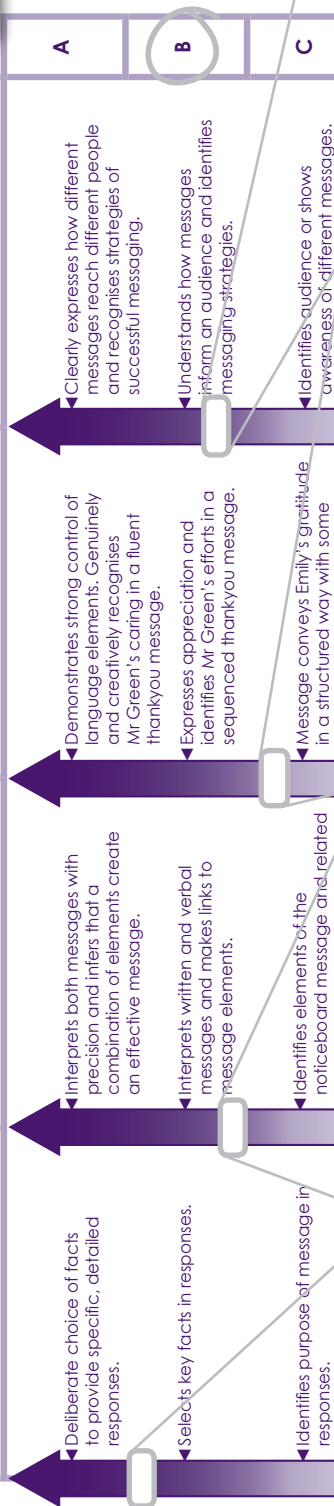 Deliberate choice of facts
to provide specific, detailed
responses.
Interprets both messages with
precision and infers that a
combination of elements create
an effective message.
Demonstrates strong control of
language elements. Genuinely
and creatively recognises
Mr Green's caring in a fluent
thankyou message.
Clearly expresses how different
messages reach different people
and recognises strategies of
successful messaging.
A
Selects key facts in responses.
Interprets written and verbal
messages and makes links to
message elements.
Expresses appreciation and
identifies Mr Green's efforts in a
sequenced thankyou message.
Understands how messages
inform an audience and identifies
messaging strategies.
B
Identifies purpose of message in
responses.
Identifies elements of the
noticeboard message and related
Message conveys Emily's gratitude
in a structured way with some
Identifies audience or shows
awareness of different messages.
C